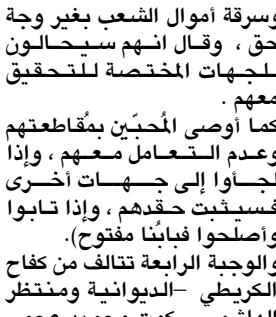 وسرقة أموال الشعب بغير وجة
حق ، وقال انهم سيحالون
للجهات المختصة للتحقيق
معهم .
كما أوصى المُحبّين بمُقاطعتهم
وعدم التعامل معهم ، وإذا
لجأوا إلى جهات أخرى
فسيثبت حقدهم ، وإذا تابوا
وأصلحوا فبابُنا مفتوح).
والوجبة الرابعة تتالف من كفاح
الكريطي –الديوانية ومنتظر